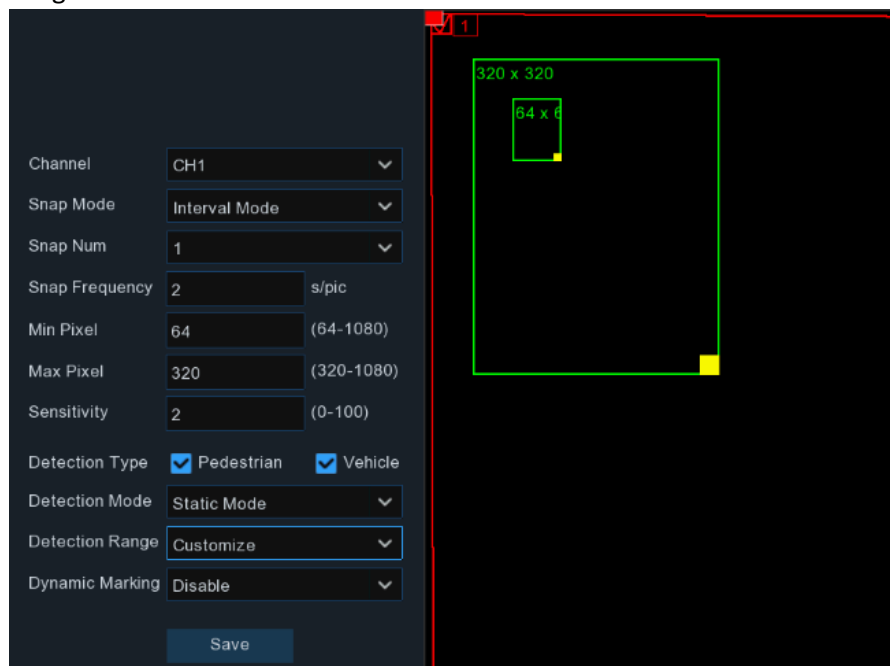 1
320 x 320
64 x 6
Channel CH1
Snap Mode Interval Mode
Snap Num 1
Snap Frequency 2 s/pic
Min Pixel 64 (64-1080)
Max Pixel 320 (320-1080)
Sensitivity 2 (0-100)
Detection Type Pedestrian Vehicle
Detection Mode Static Mode
Detection Range Customize
Dynamic Marking Disable
Save